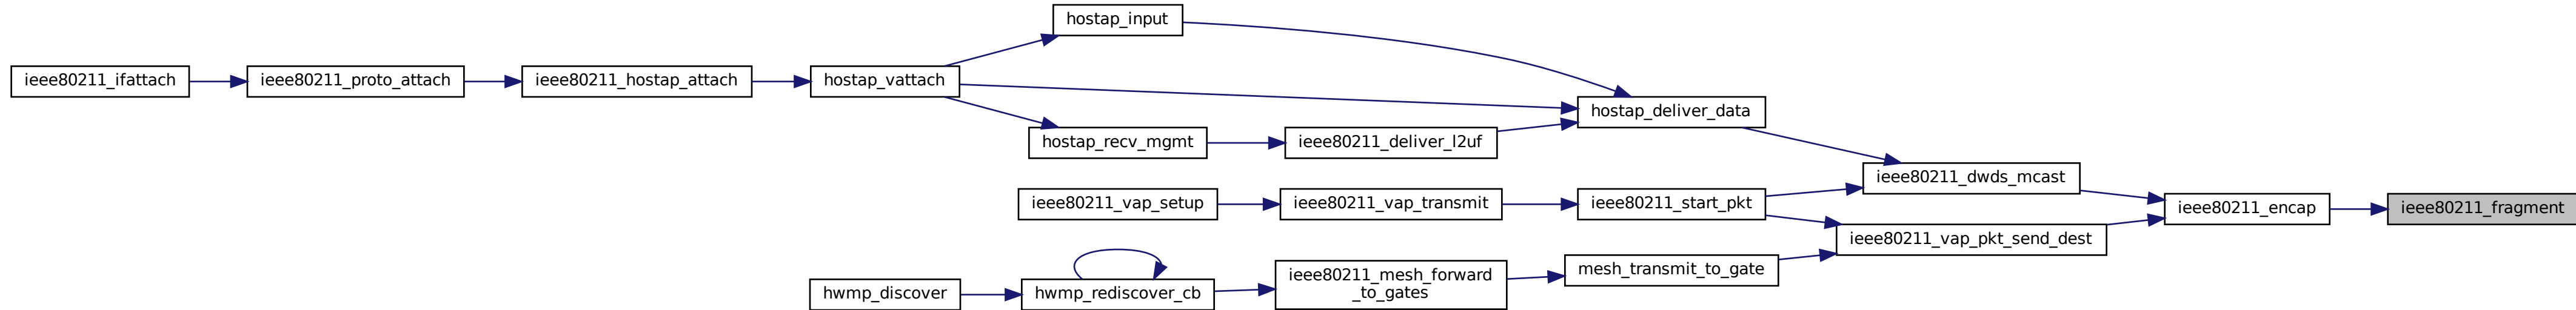 hostap_input
ieee80211_ifattach
ieee80211_proto_attach
ieee80211_hostap_attach
hostap_vattach
hostap_deliver_data
hostap_recv_mgmt
ieee80211_deliver_l2uf
ieee80211_dwds_mcast
ieee80211_vap_setup
ieee80211_vap_transmit
ieee80211_start_pkt
ieee80211_encap
ieee80211_fragment
ieee80211_vap_pkt_send_dest
mesh_transmit_to_gate
ieee80211_mesh_forward
_to_gates
hwmp_discover
hwmp_rediscover_cb